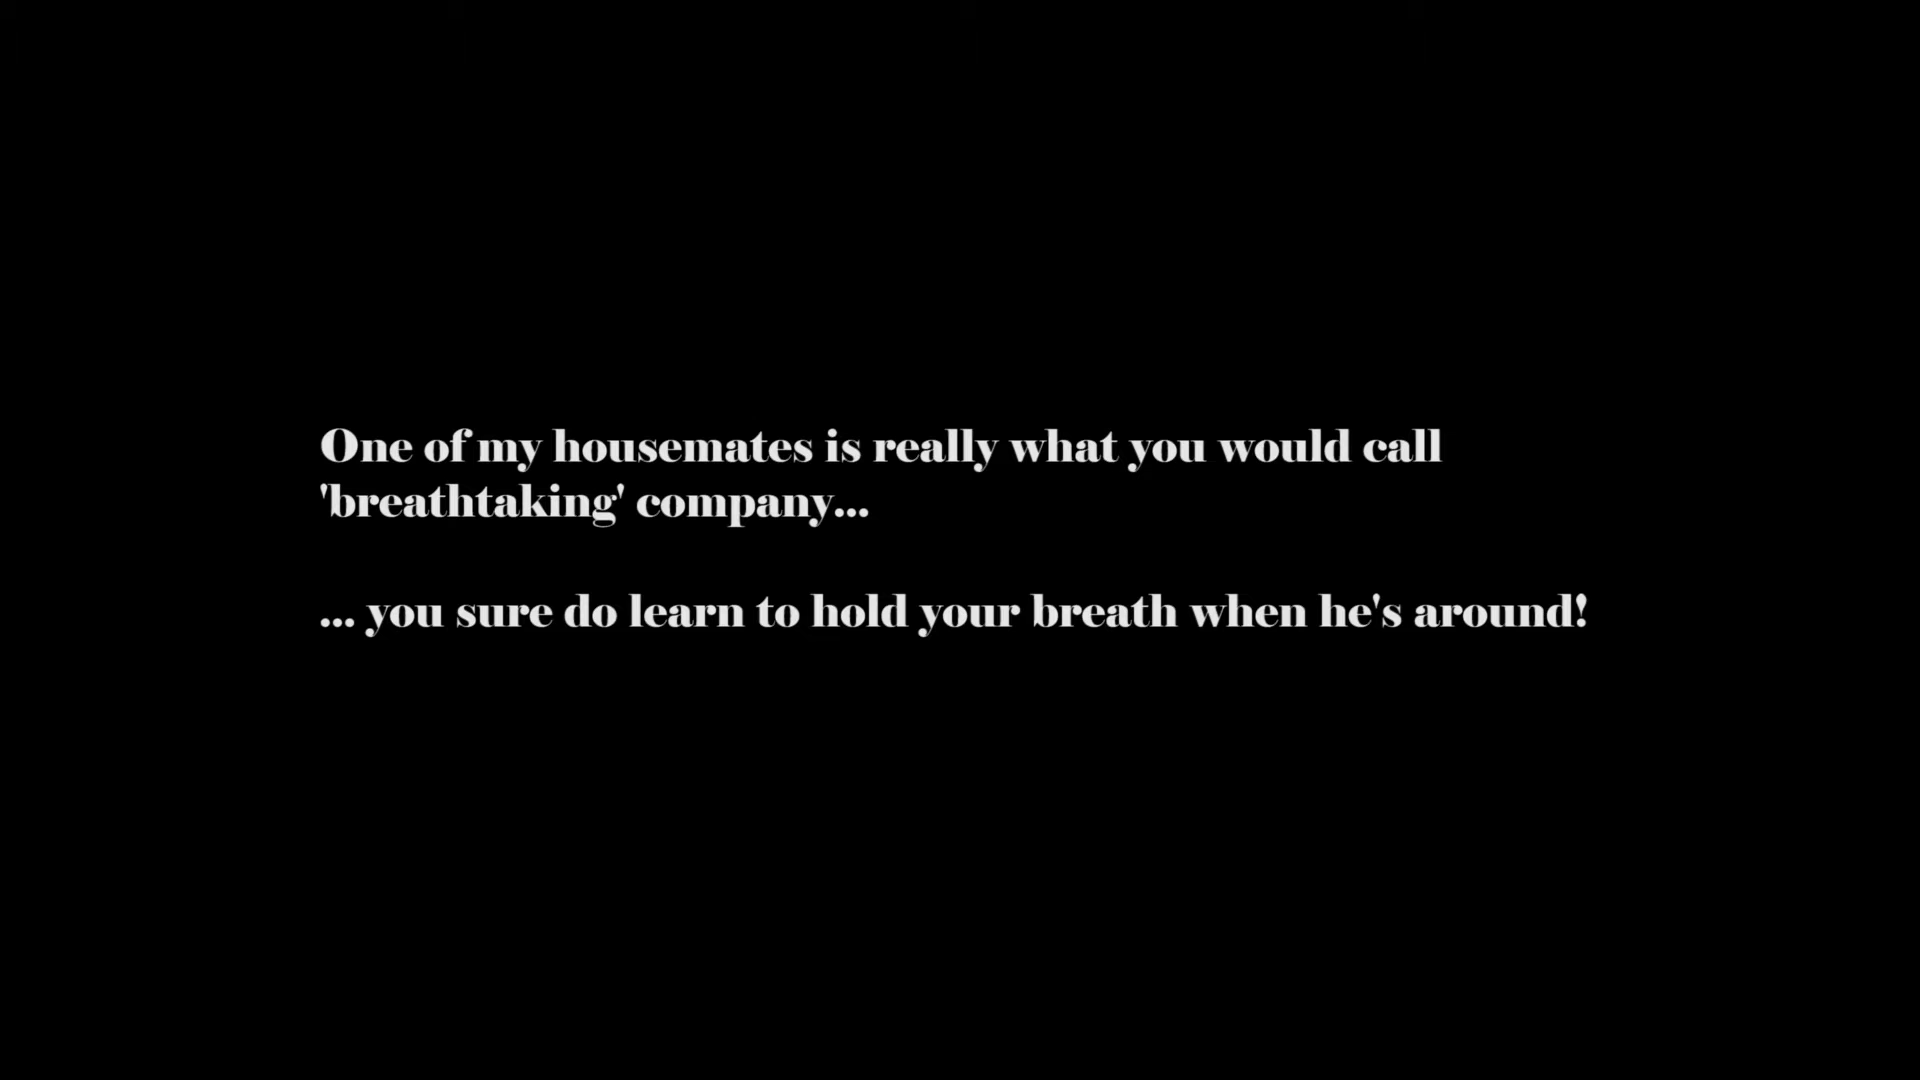 One of my housemates is really what you would call
'breathtaking' company...
... you sure do learn to hold your breath when he's around!